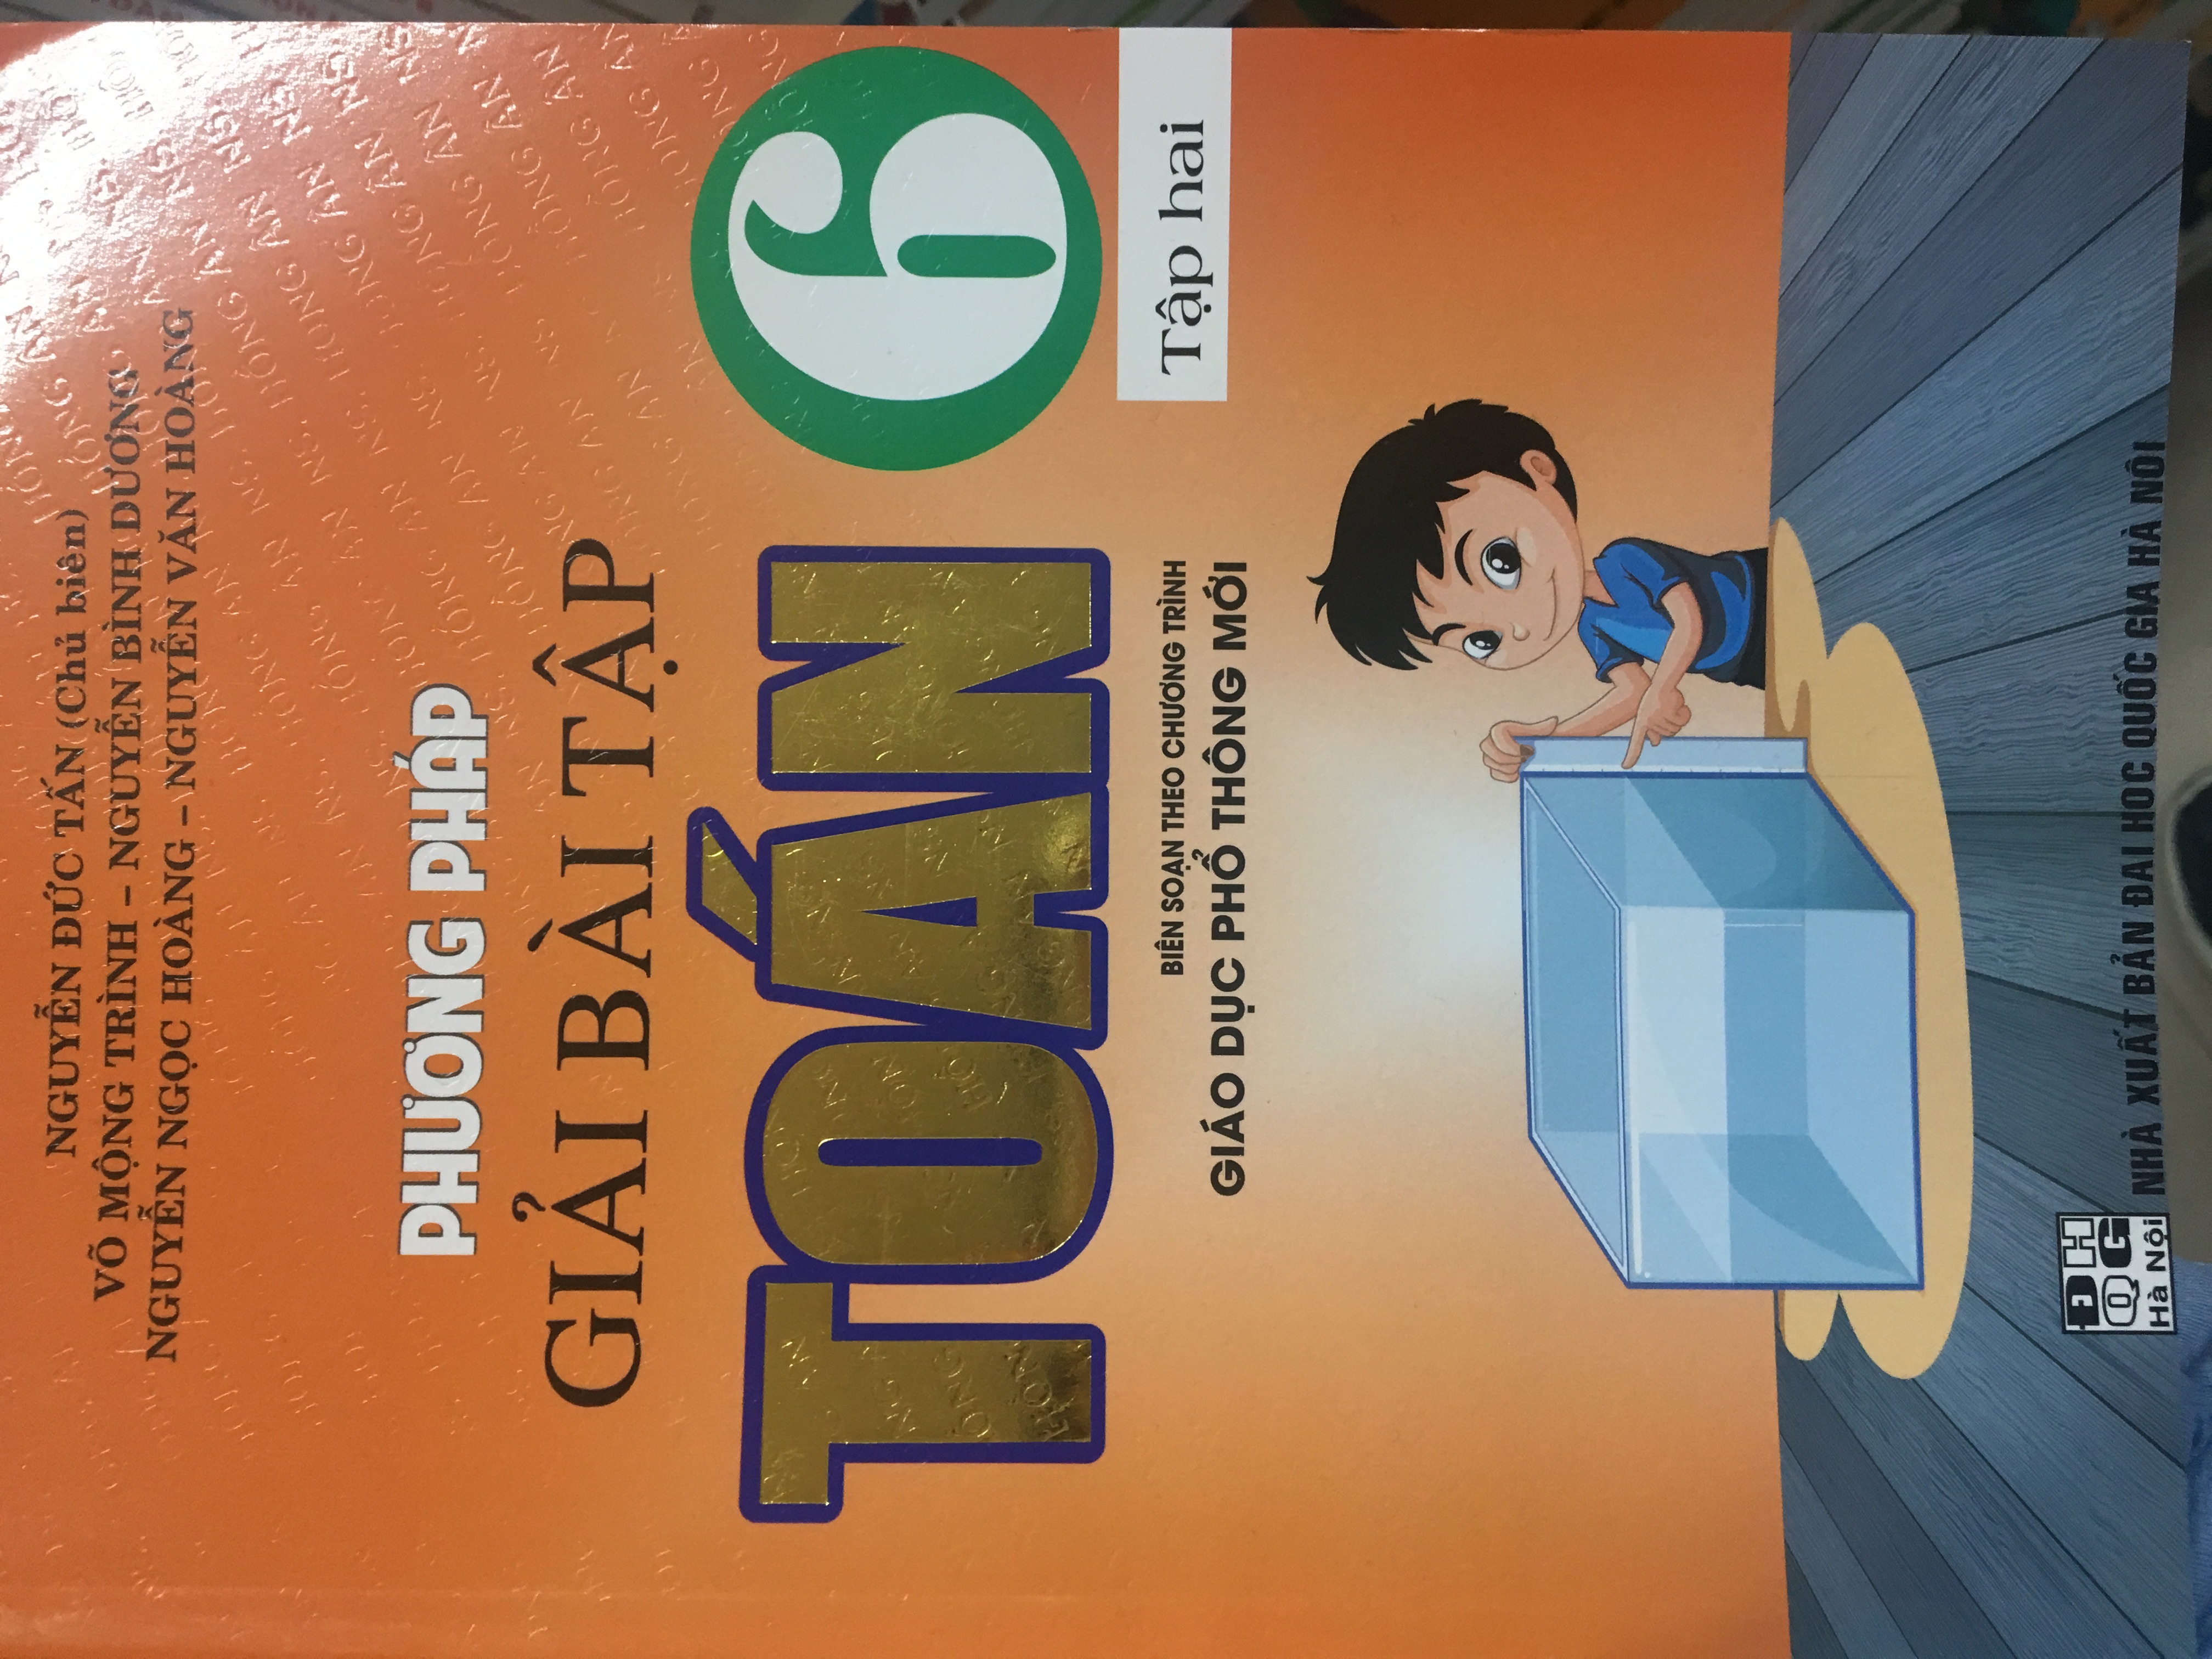 NGUYỄN ĐỨC TẤN (Chủ biên)
VÕ MỘNG TRÌNH – NGUYỄN BÌNH DƯƠNG
NGUYỄN NGỌC HOÀNG – NGUYỄN VĂN HOÀNG
PHƯƠNG PHÁP
GIẢI BÀI TẬP
TOÁN 6
Tập hai
BIÊN SOẠN THEO CHƯƠNG TRÌNH
GIÁO DỤC PHỔ THÔNG MỚI
ĐH
QG
Hà Nội
NHÀ XUẤT BẢN ĐẠI HỌC QUỐC GIA HÀ NỘI